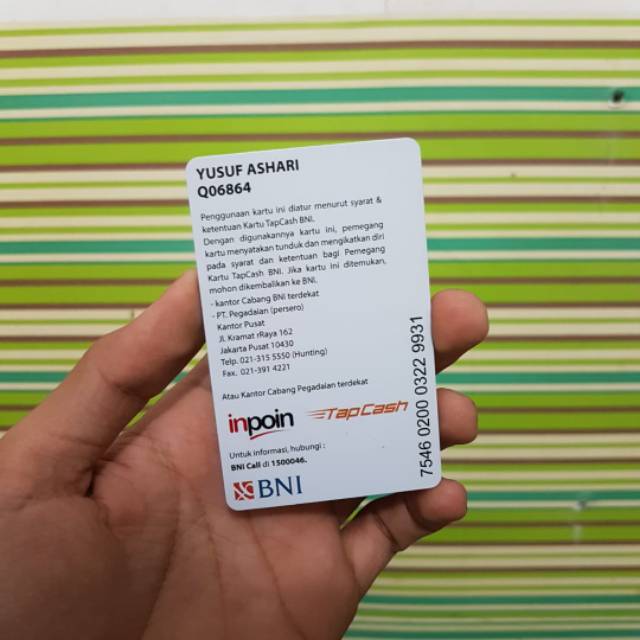 YUSUF ASHARI
Q06864
Penggunaan kartu ini diatur menurut syarat &
ketentuan Kartu TapCash BNI.
Dengan digunakannya kartu ini, pemegang
kartu menyatakan tunduk dan mengikatkan diri
pada syarat dan ketentuan bagi Pemegang
Kartu TapCash BNI. Jika kartu ini ditemukan,
mohon dikembalikan ke BNI.
- kantor Cabang BNI terdekat
- PT. Pegadaian (persero)
Kantor Pusat
Jl. Kramat rRaya 162
Jakarta Pusat 10430
Telp. 021-315 5550 (Hunting)
Fax. 021-391 4221
Atau Kantor Cabang Pegadaian terdekat
inpoin TapCash
Untuk informasi, hubungi :
BNI Call di 1500046.
BNI
7546 0200 0322 9931